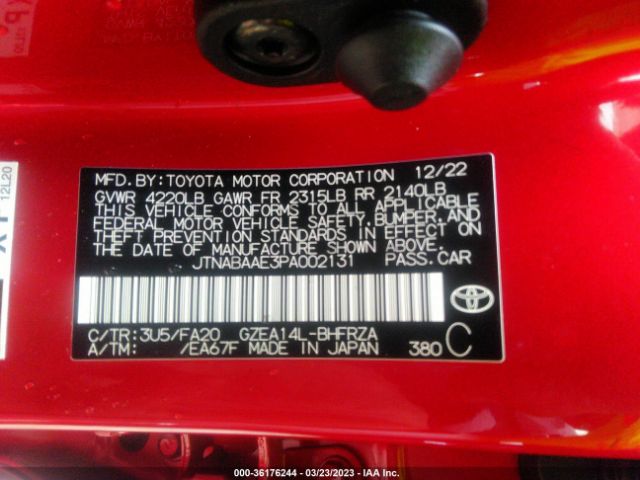 12L20
MFD. BY:TOYOTA MOTOR CORPORATION 12/22
GVWR 4220LB GAWR FR 2315LB RR 2140LB
THIS VEHICLE CONFORMS TO ALL APPLICABLE
FEDERAL MOTOR VEHICLE SAFETY, BUMPER, AND
THEFT PREVENTION STANDARDS IN EFFECT ON
THE DATE OF MANUFACTURE SHOWN ABOVE.
JTNABAAE3PA002131 PASS.CAR
C/TR: 3U5/FA20 GZEA14L-BHFRZA
A/TM: /EA67F MADE IN JAPAN 380 C
000-36176244 — 03/23/2023 — IAA Inc.